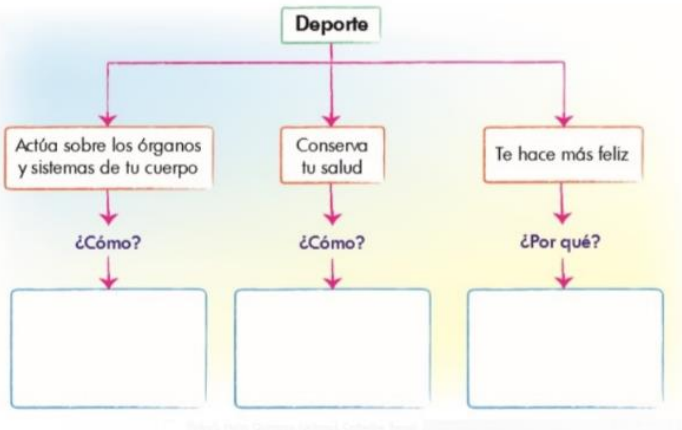 Deporte
Actúa sobre los órganos
y sistemas de tu cuerpo
Conserva
tu salud
Te hace más feliz
¿Cómo?
¿Cómo?
¿Por qué?